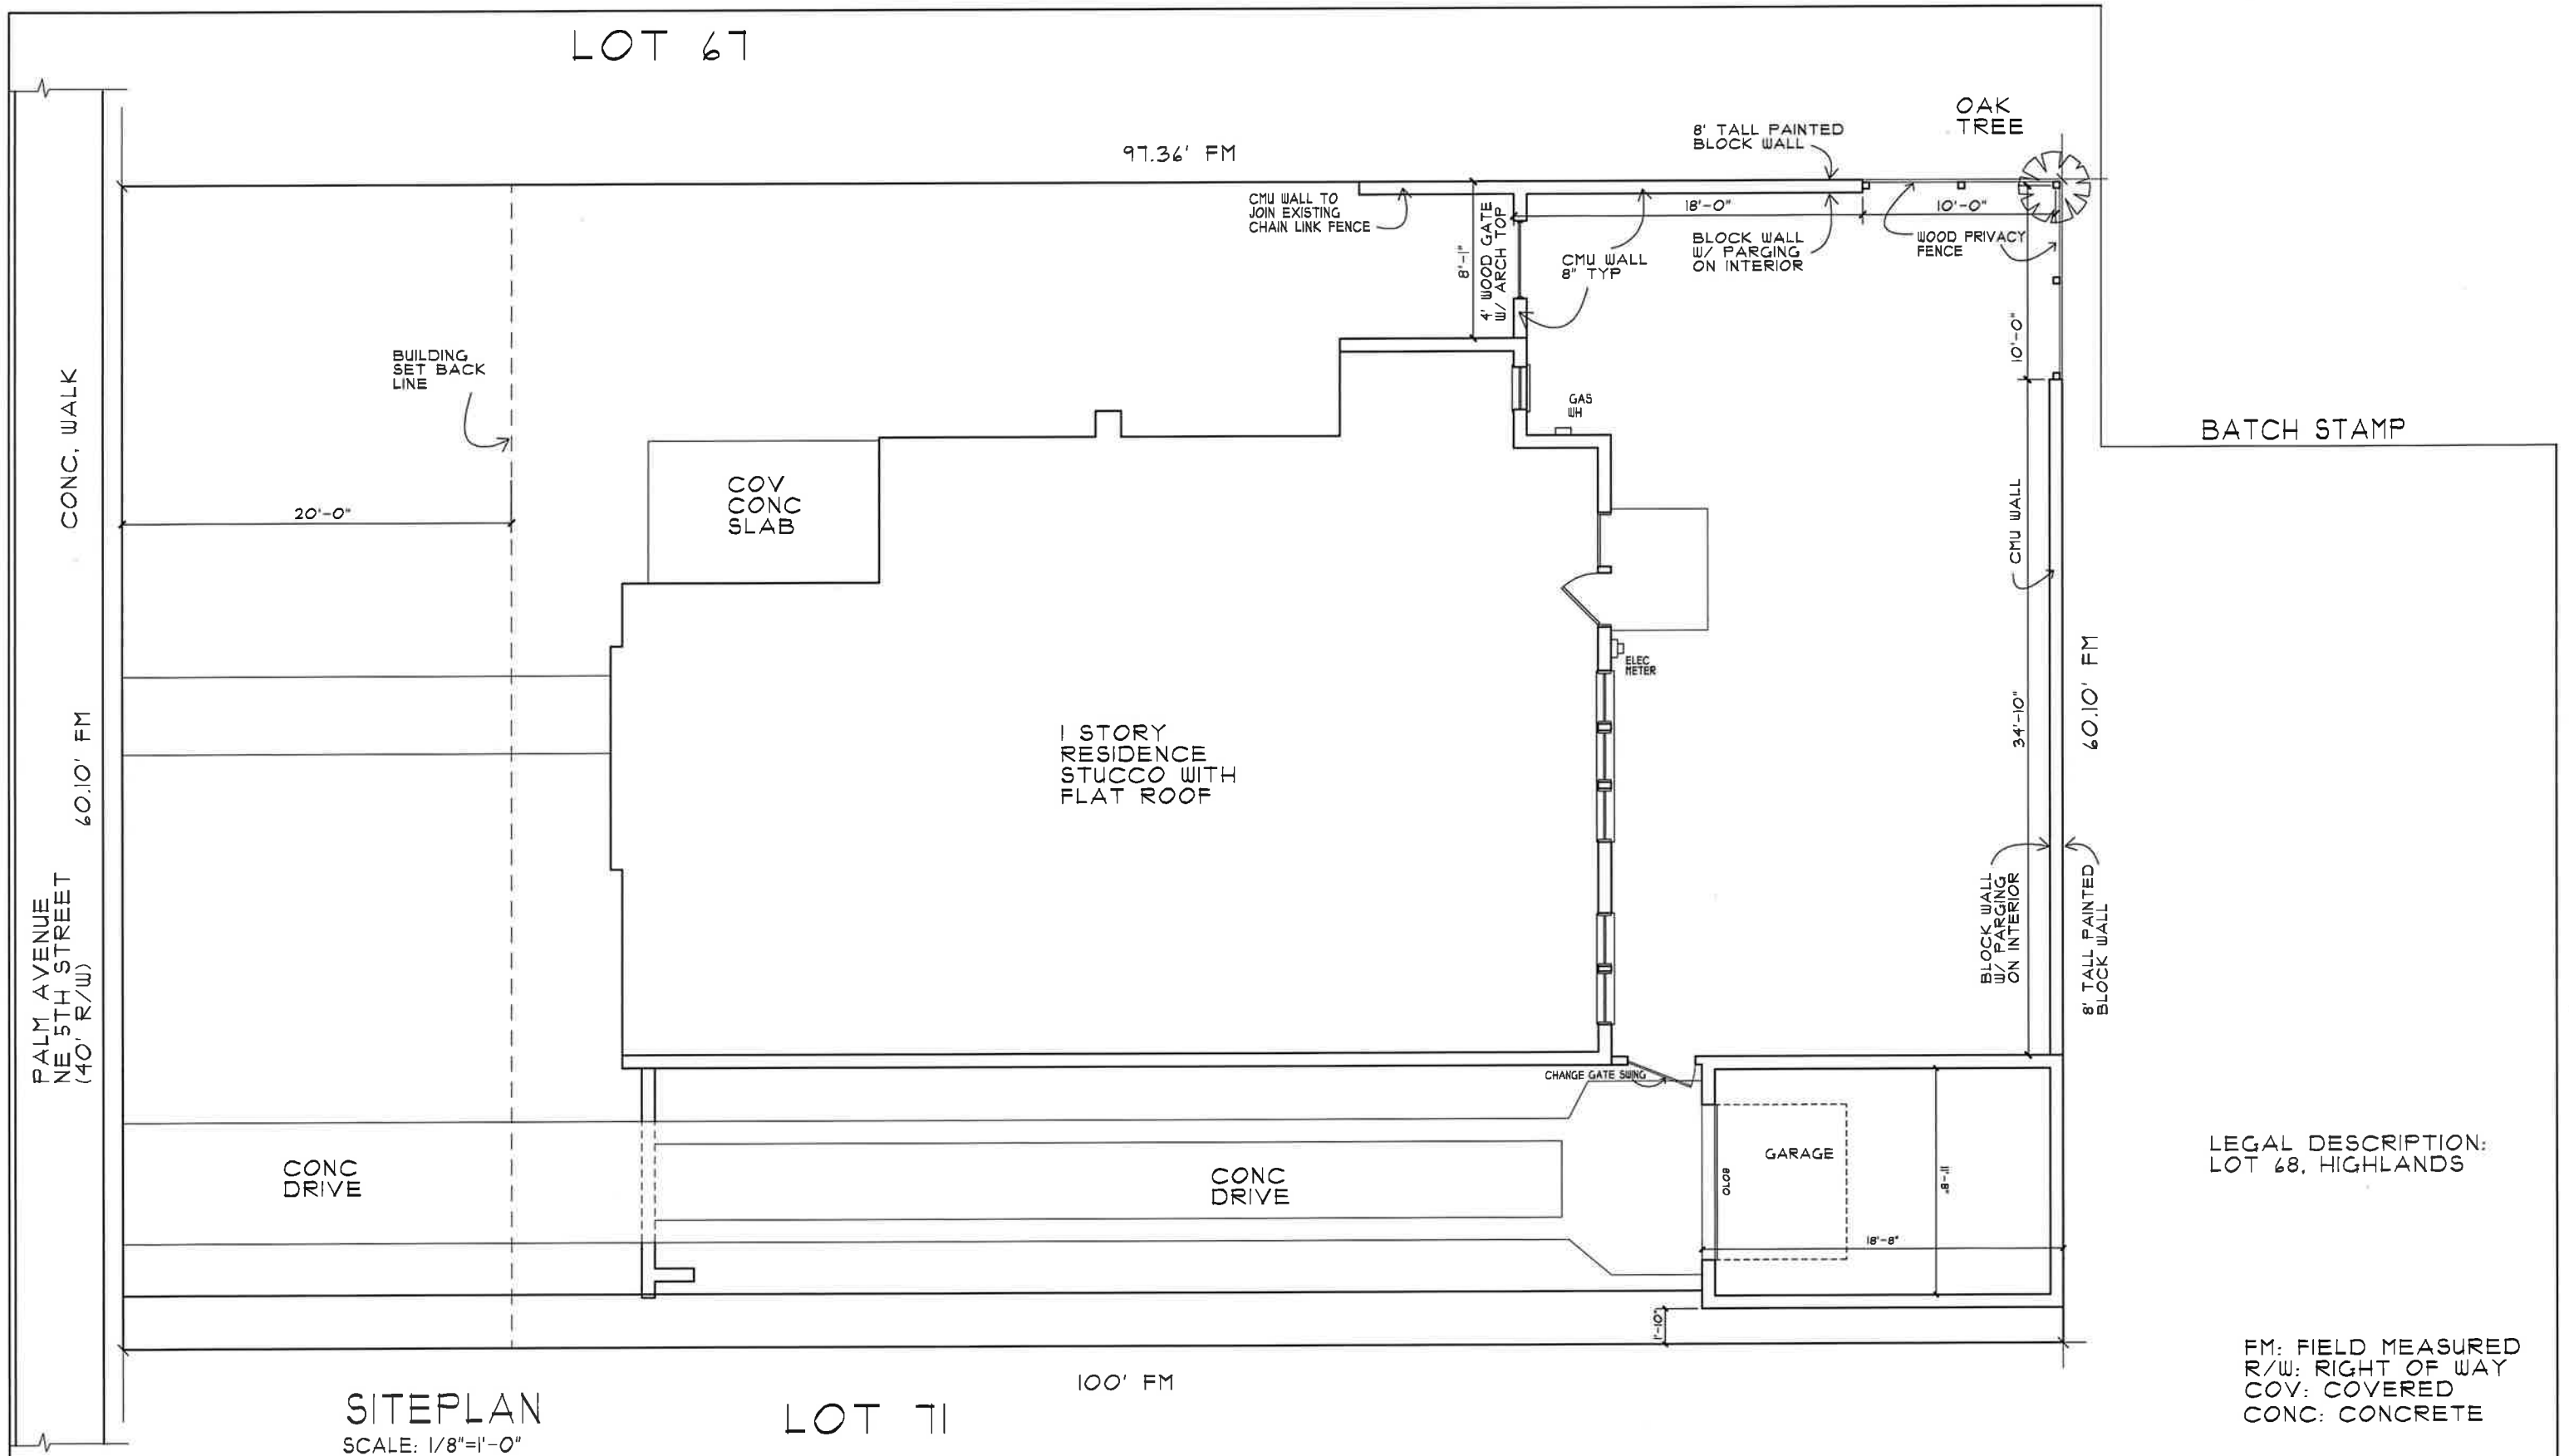 LOT 67
OAK
TREE
8' TALL PAINTED
BLOCK WALL
97.36' FM
CMU WALL TO
JOIN EXISTING
CHAIN LINK FENCE
8'-1"
4' WOOD GATE
W/ ARCH TOP
18'-0"
10'-0"
CMU WALL
8" TYP
BLOCK WALL
W/ PARGING
ON INTERIOR
WOOD PRIVACY
FENCE
10'-0"
BUILDING
SET BACK
LINE
CONC. WALK
GAS
WH
BATCH STAMP
20'-0"
COV
CONC
SLAB
CMU WALL
ELEC
METER
60.10' FM
34'-10"
60.10' FM
1 STORY
RESIDENCE
STUCCO WITH
FLAT ROOF
PALM AVENUE
NE 5TH STREET
(40' R/W)
BLOCK WALL
W/ PARGING
ON INTERIOR
8' TALL PAINTED
BLOCK WALL
CHANGE GATE SWING
CONC
DRIVE
CONC
DRIVE
8070
GARAGE
11'-8"
18'-8"
1'-10"
LEGAL DESCRIPTION:
LOT 68, HIGHLANDS
100' FM
SITEPLAN
SCALE: 1/8"=1'-0"
LOT 71
FM: FIELD MEASURED
R/W: RIGHT OF WAY
COV: COVERED
CONC: CONCRETE